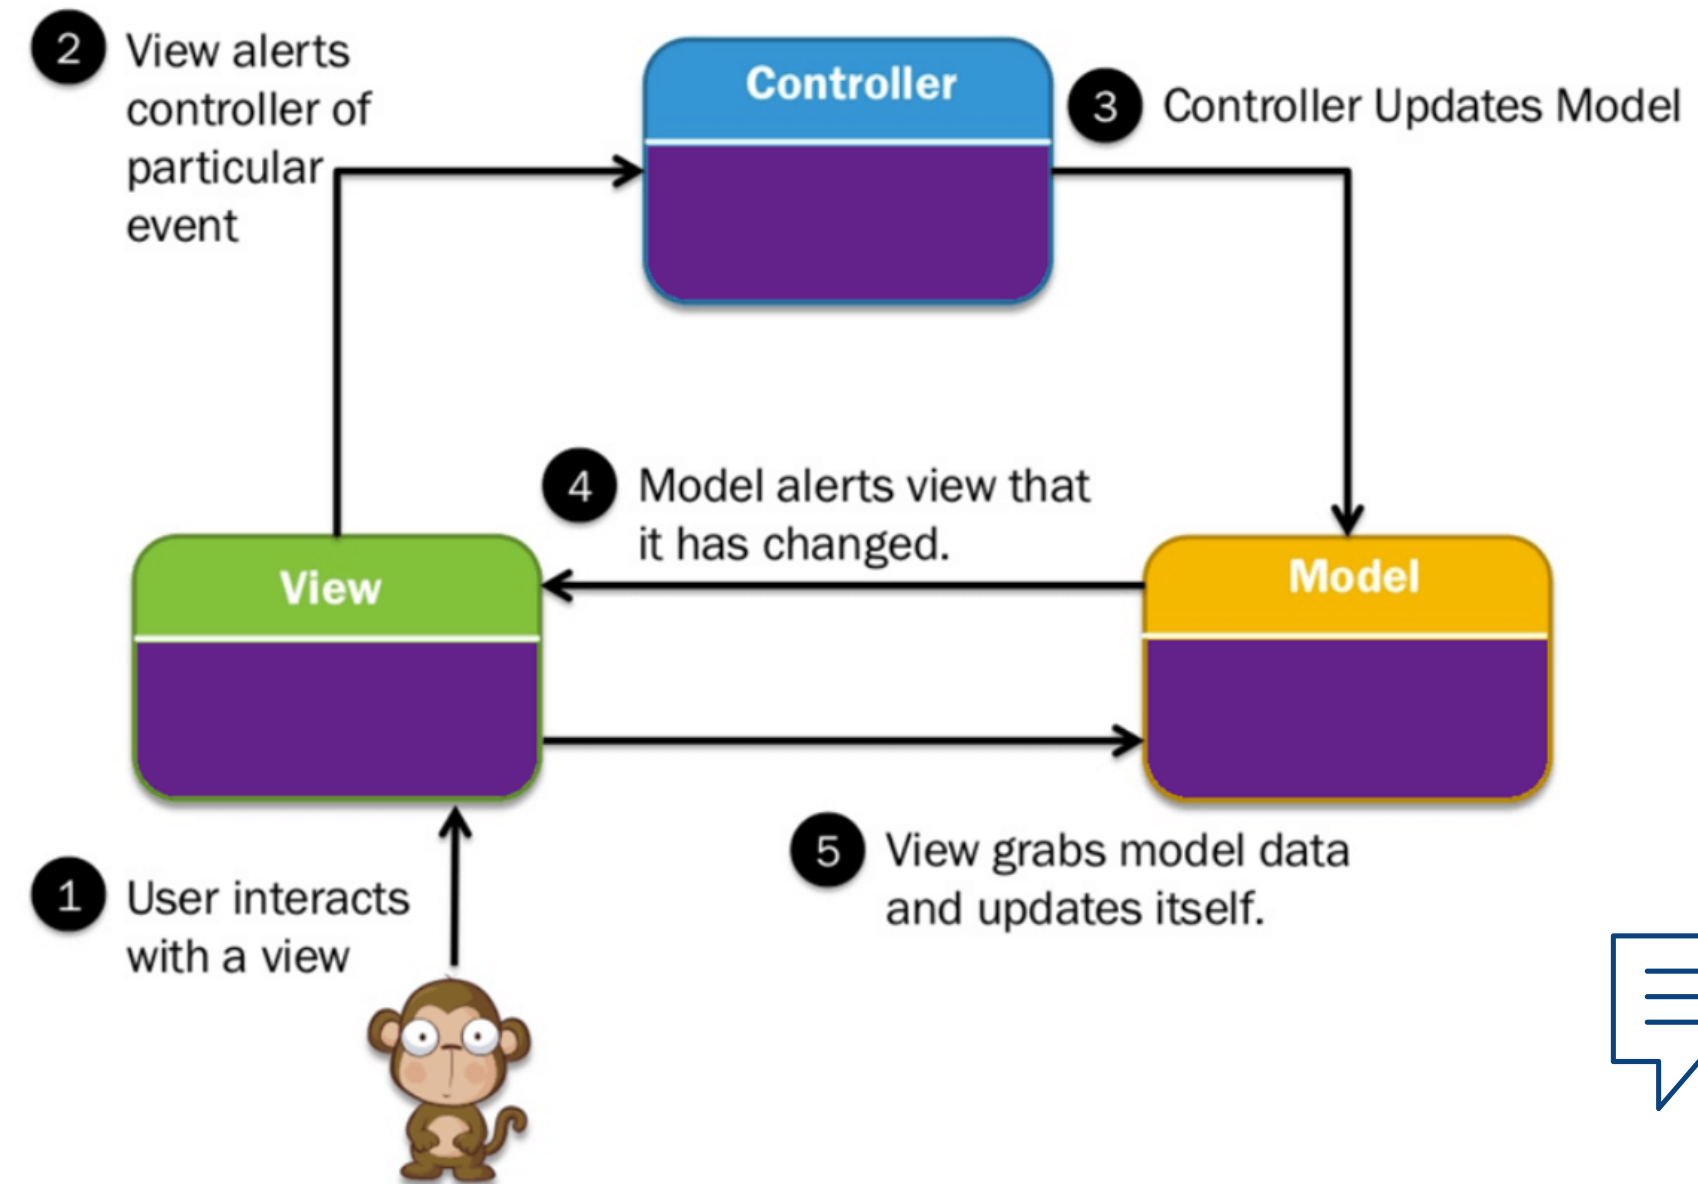 2
View alerts
controller of
particular
event
Controller
3
Controller Updates Model
4
Model alerts view that
it has changed.
View
Model
5
View grabs model data
and updates itself.
1
User interacts
with a view